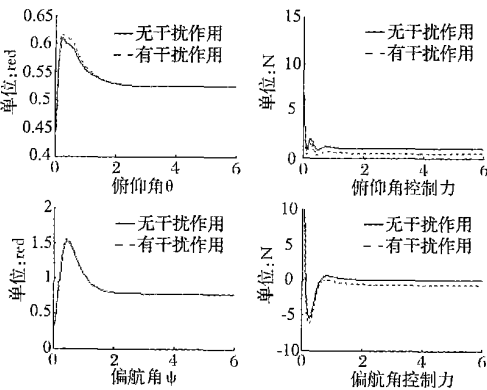 0.65
0.6
0.55
0.5
0.45
0.4
单位:red
无干扰作用
有干扰作用
0 2 4 6
俯仰角θ
15
10
5
0
单位:N
无干扰作用
有干扰作用
0 2 4 6
俯仰角控制力
2
1.5
1
0.5
0
单位:red
无干扰作用
有干扰作用
0 2 4 6
偏航角ψ
10
5
0
-5
-10
单位:N
无干扰作用
有干扰作用
0 2 4 6
偏航角控制力